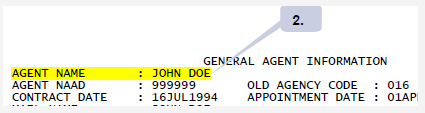 2.
GENERAL AGENT INFORMATION
AGENT NAME : JOHN DOE
AGENT NAAD : 999999 OLD AGENCY CODE : 016
CONTRACT DATE : 16JUL1994 APPOINTMENT DATE : 01AP